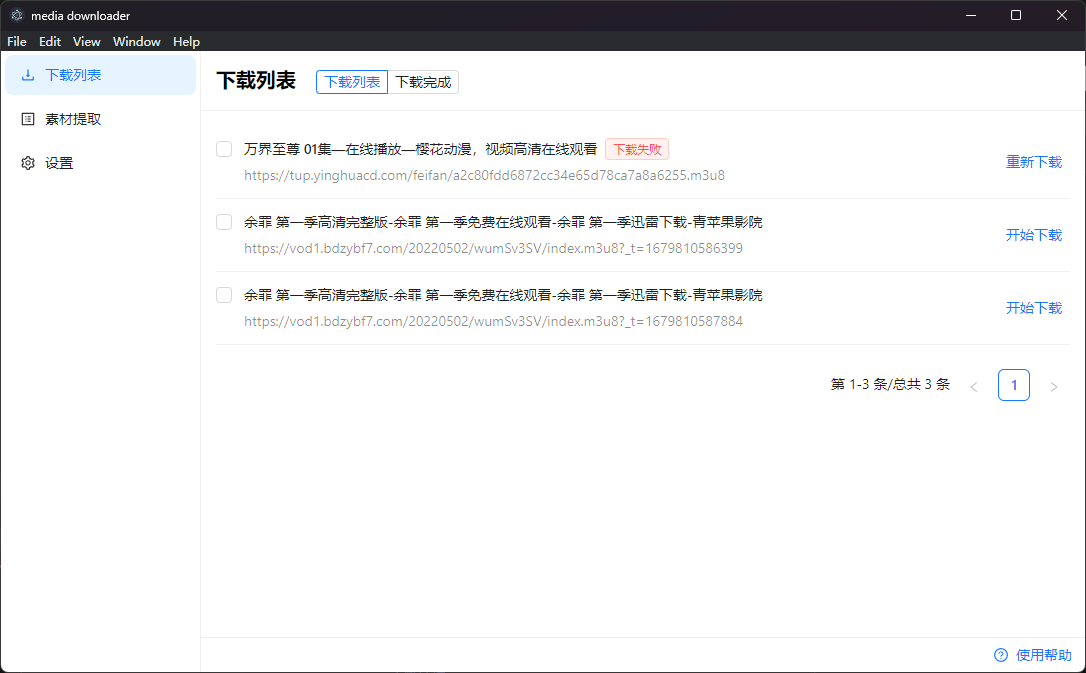 media downloader
File Edit View Window Help
下载列表
素材提取
设置
下载列表 下载列表 下载完成
万界至尊 01集—在线播放—樱花动漫，视频高清在线观看 下载失败
https://tup.yinghuacd.com/feifan/a2c80fdd6872cc34e65d78ca7a8a6255.m3u8
重新下载
余罪 第一季高清完整版-余罪 第一季免费在线观看-余罪 第一季迅雷下载-青苹果影院
https://vod1.bdzybf7.com/20220502/wumSv3SV/index.m3u8?_t=1679810586399
开始下载
余罪 第一季高清完整版-余罪 第一季免费在线观看-余罪 第一季迅雷下载-青苹果影院
https://vod1.bdzybf7.com/20220502/wumSv3SV/index.m3u8?_t=1679810587884
开始下载
第 1-3 条/总共 3 条 < 1 >
使用帮助